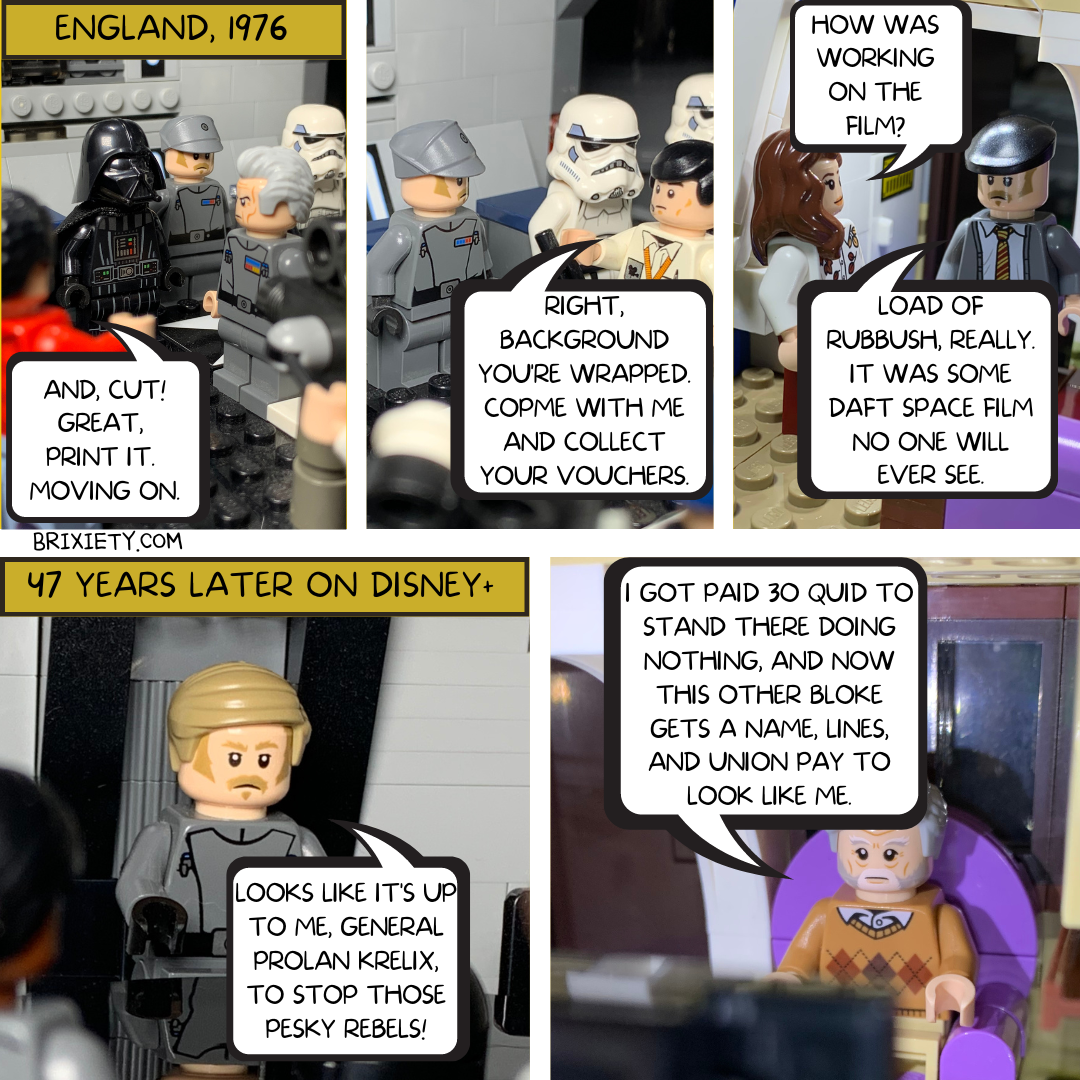 ENGLAND, 1976
AND, CUT!
GREAT,
PRINT IT.
MOVING ON.
RIGHT,
BACKGROUND
YOU'RE WRAPPED.
COPME WITH ME
AND COLLECT
YOUR VOUCHERS.
HOW WAS
WORKING
ON THE
FILM?
LOAD OF
RUBBUSH, REALLY.
IT WAS SOME
DAFT SPACE FILM
NO ONE WILL
EVER SEE.
BRIXIETY.COM
47 YEARS LATER ON DISNEY+
LOOKS LIKE IT'S UP
TO ME, GENERAL
PROLAN KRELIX,
TO STOP THOSE
PESKY REBELS!
I GOT PAID 30 QUID TO
STAND THERE DOING
NOTHING, AND NOW
THIS OTHER BLOKE
GETS A NAME, LINES,
AND UNION PAY TO
LOOK LIKE ME.